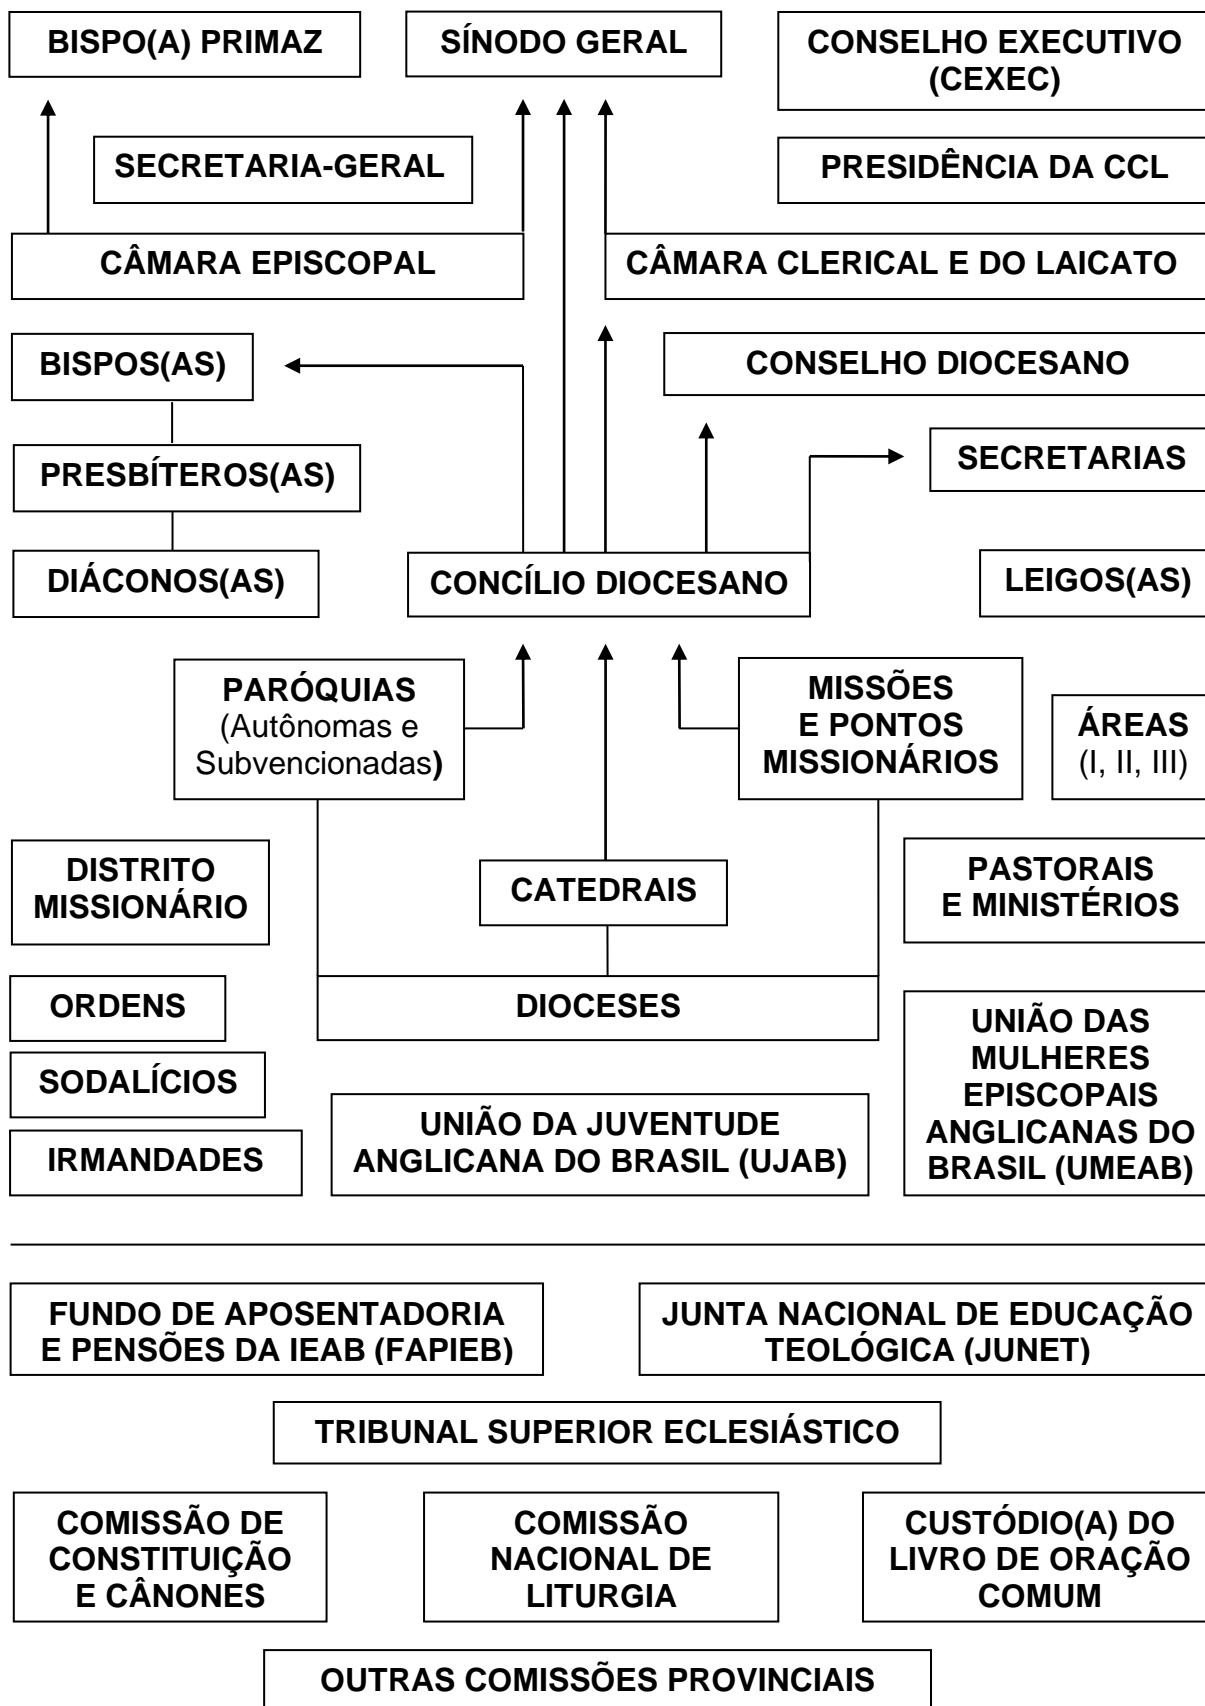 BISPO(A) PRIMAZ
SÍNODO GERAL
CONSELHO EXECUTIVO
(CEXEC)
SECRETARIA-GERAL
PRESIDÊNCIA DA CCL
CÂMARA EPISCOPAL
CÂMARA CLERICAL E DO LAICATO
BISPOS(AS)
CONSELHO DIOCESANO
PRESBÍTEROS(AS)
SECRETARIAS
DIÁCONOS(AS)
CONCÍLIO DIOCESANO
LEIGOS(AS)
PARÓQUIAS
(Autônomas e
Subvencionadas)
MISSÕES
E PONTOS
MISSIONÁRIOS
ÁREAS
(I, II, III)
DISTRITO
MISSIONÁRIO
CATEDRAIS
PASTORAIS
E MINISTÉRIOS
ORDENS
DIOCESES
SODALÍCIOS
IRMANDADES
UNIÃO DA JUVENTUDE
ANGLICANA DO BRASIL (UJAB)
UNIÃO DAS
MULHERES
EPISCOPAIS
ANGLICANAS DO
BRASIL (UMEAB)
FUNDO DE APOSENTADORIA
E PENSÕES DA IEAB (FAPIEB)
JUNTA NACIONAL DE EDUCAÇÃO
TEOLÓGICA (JUNET)
TRIBUNAL SUPERIOR ECLESIÁSTICO
COMISSÃO DE
CONSTITUIÇÃO
E CÂNONES
COMISSÃO
NACIONAL DE
LITURGIA
CUSTÓDIO(A) DO
LIVRO DE ORAÇÃO
COMUM
OUTRAS COMISSÕES PROVINCIAIS